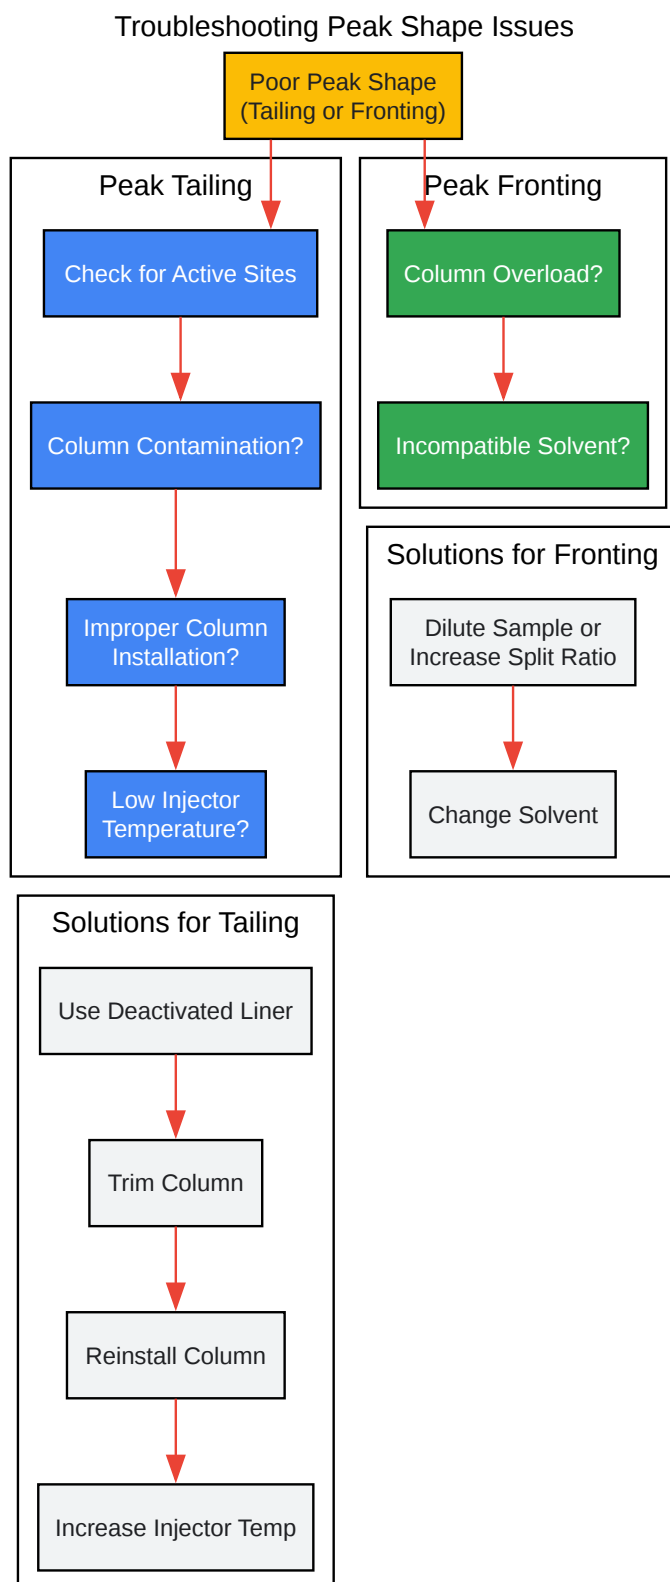 Troubleshooting Peak Shape Issues
Poor Peak Shape
(Tailing or Fronting)
Peak Tailing
Check for Active Sites
Column Contamination?
Improper Column
Installation?
Low Injector
Temperature?
Peak Fronting
Column Overload?
Incompatible Solvent?
Solutions for Fronting
Dilute Sample or
Increase Split Ratio
Change Solvent
Solutions for Tailing
Use Deactivated Liner
Trim Column
Reinstall Column
Increase Injector Temp